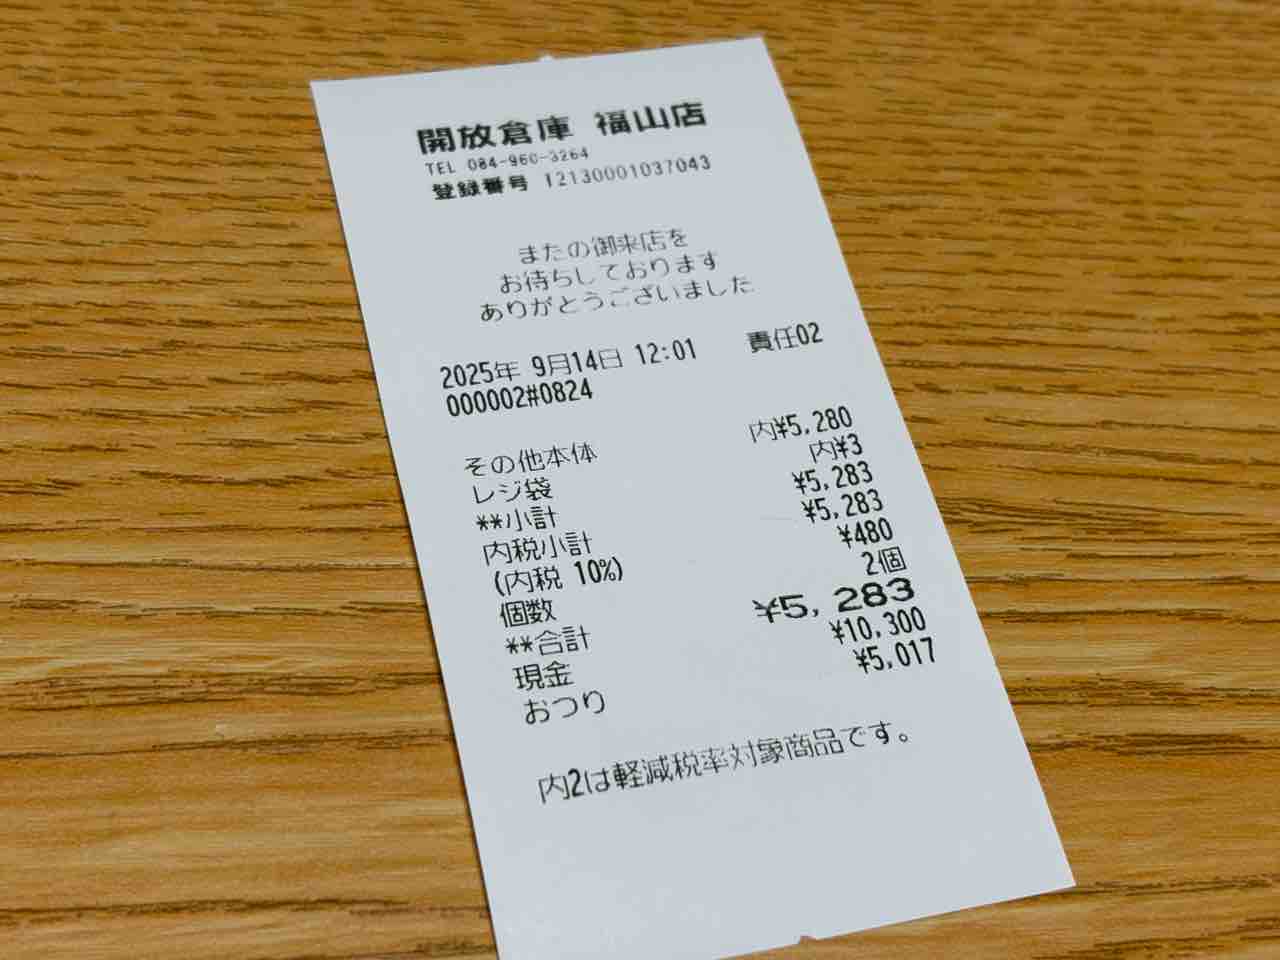 開放倉庫 福山店
TEL 084-960-3264
登録番号 T2130001037043
またの御来店を
お待ちしております
ありがとうございました
2025年 9月14日 12:01 責任02
000002#0824
その他本体 内¥5,280
レジ袋 内¥3
**小計 ¥5,283
内税小計 ¥5,283
(内税 10%) ¥480
個数 2個
**合計 ¥5,283
現金 ¥10,300
おつり ¥5,017
内2は軽減税率対象商品です。